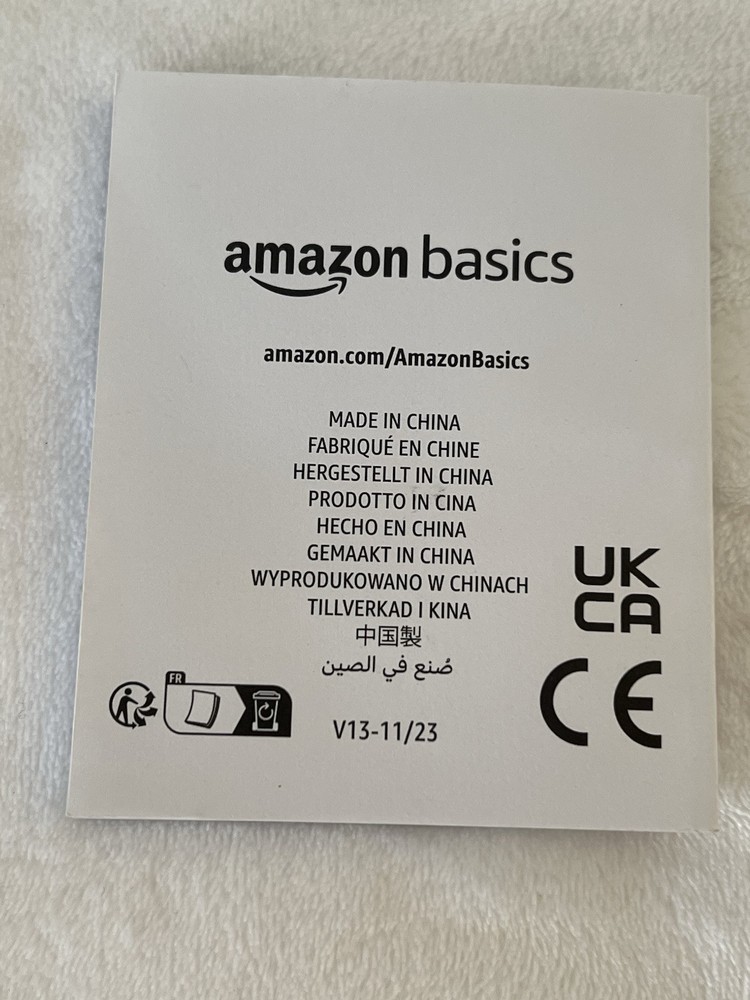 amazon basics
amazon.com/AmazonBasics
MADE IN CHINA
FABRIQUÉ EN CHINE
HERGESTELLT IN CHINA
PRODOTTO IN CINA
HECHO EN CHINA
GEMAAKT IN CHINA
WYPRODUKOWANO W CHINACH
TILLVERKAD I KINA
中国製
صُنع في الصين
UK
CA
CE
FR
V13-11/23